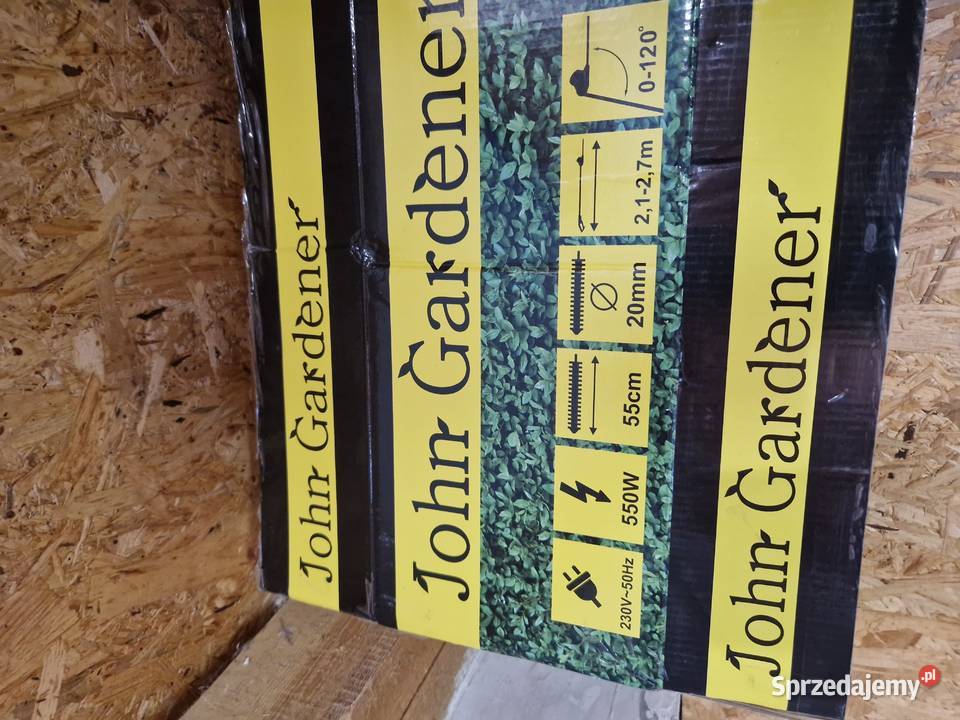 John Gardener
John Gardener
230V~50Hz
550W
55cm
20mm
2,1-2,7m
0-120°
John Gardener
Sprzedajemy.pl